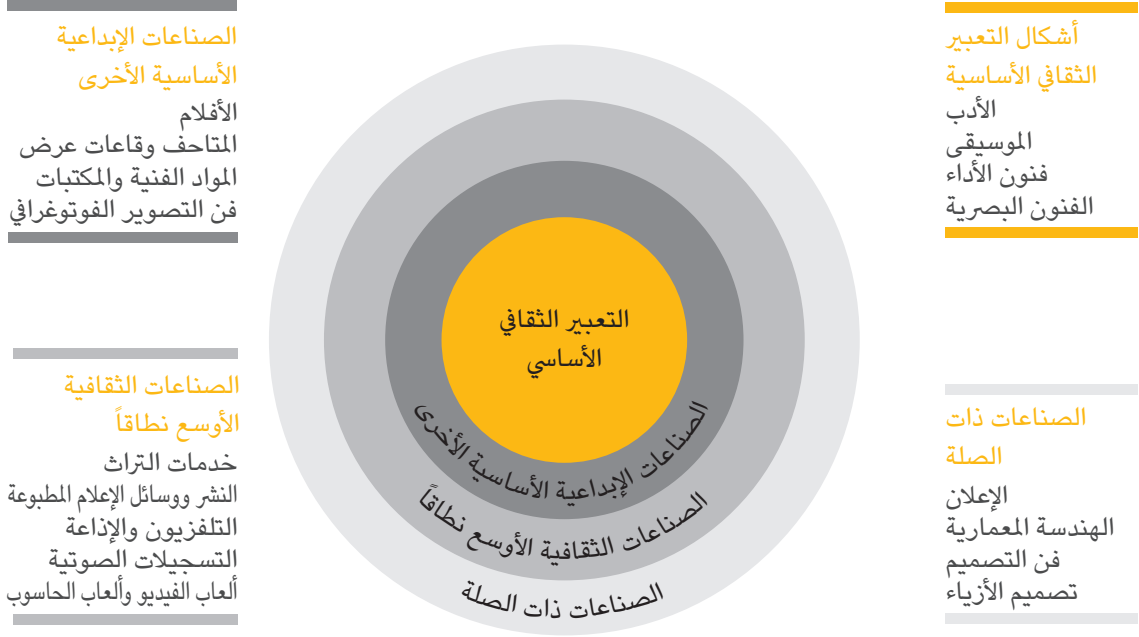 أشكال التعبير
الثقافي الأساسية
الأدب
الموسيقى
فنون الأداء
الفنون البصرية
الصناعات الإبداعية
الأساسية الأخرى
الأفلام
المتاحف وقاعات عرض
المواد الفنية والمكتبات
فن التصوير الفوتوغرافي
التعبير الثقافي
الأساسي
الصناعات الإبداعية الأساسية الأخرى
الصناعات الثقافية الأوسع نطاقاً
الصناعات ذات الصلة
الصناعات ذات
الصلة
الإعلان
الهندسة المعمارية
فن التصميم
تصميم الأزياء
الصناعات الثقافية
الأوسع نطاقاً
خدمات التراث
النشر ووسائل الإعلام المطبوعة
التلفزيون والإذاعة
التسجيلات الصوتية
ألعاب الفيديو وألعاب الحاسوب